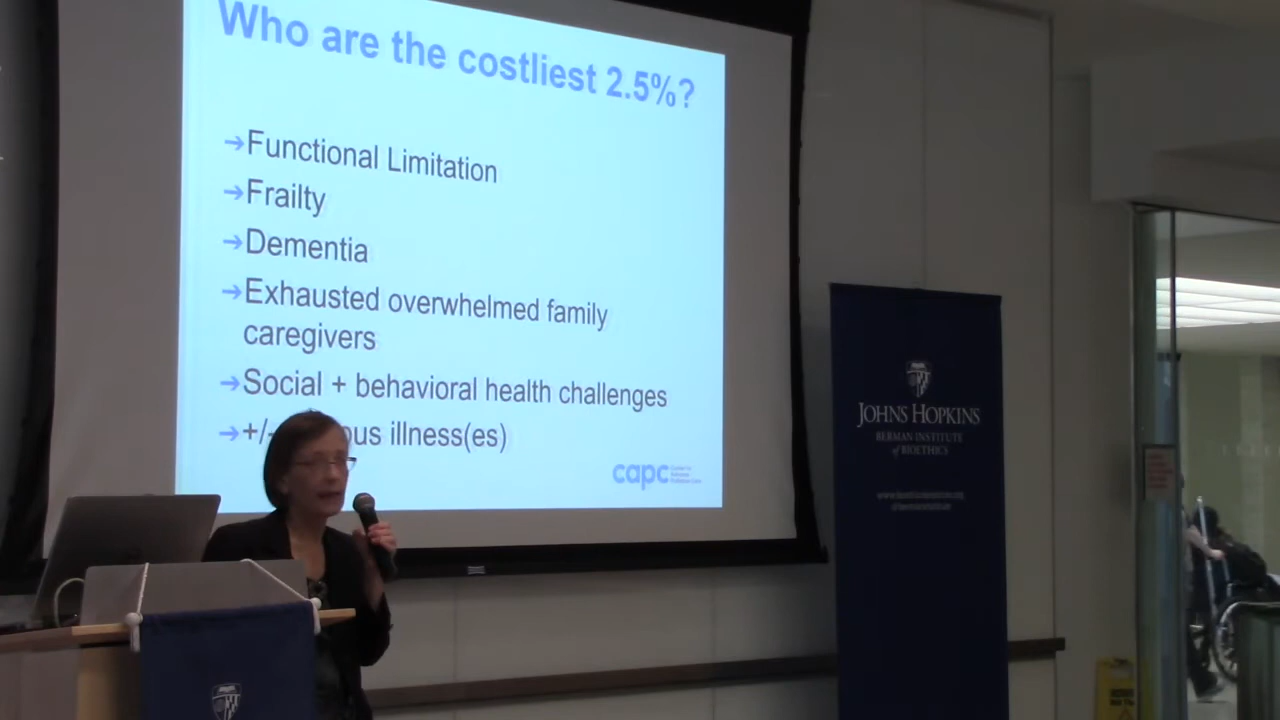 Who are the costliest 2.5%?
➔Functional Limitation
➔Frailty
➔Dementia
➔Exhausted overwhelmed family
caregivers
➔Social + behavioral health challenges
➔+/- ous illness(es)
capc
JOHNS HOPKINS
BERMAN INSTITUTE
of BIOETHICS